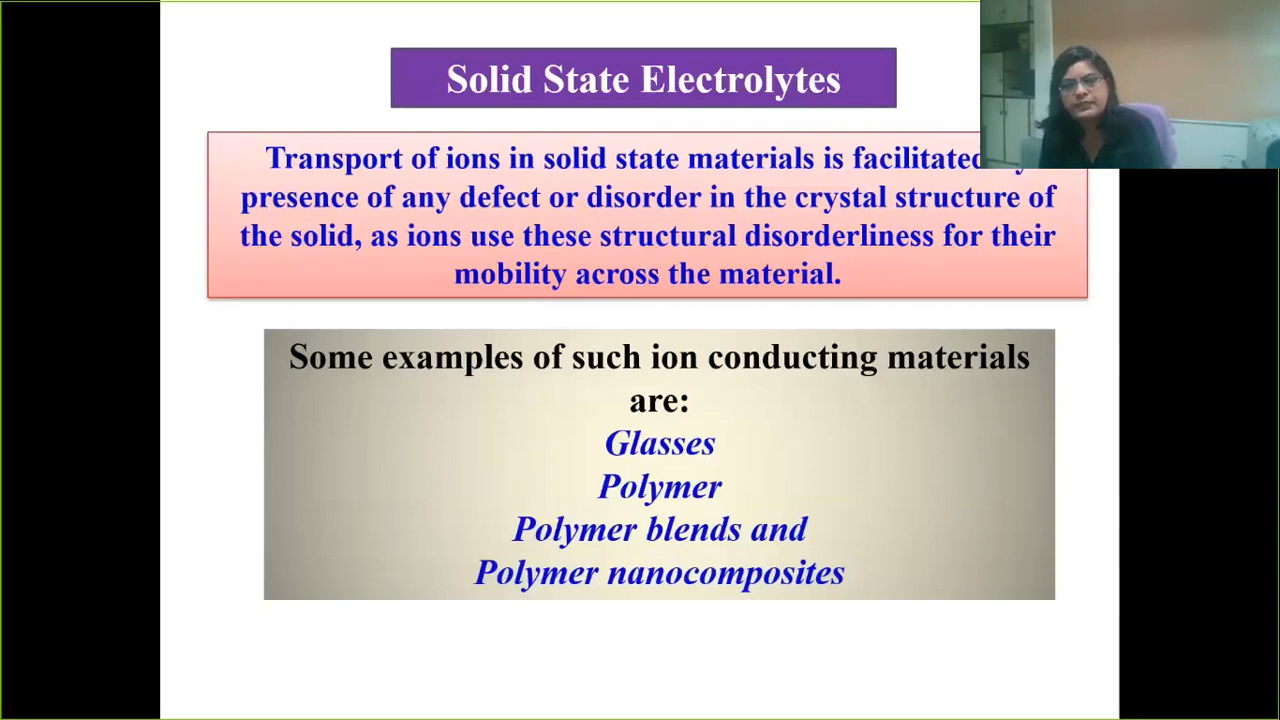 Solid State Electrolytes
Transport of ions in solid state materials is facilitated
presence of any defect or disorder in the crystal structure of
the solid, as ions use these structural disorderliness for their
mobility across the material.
Some examples of such ion conducting materials
are:
Glasses
Polymer
Polymer blends and
Polymer nanocomposites